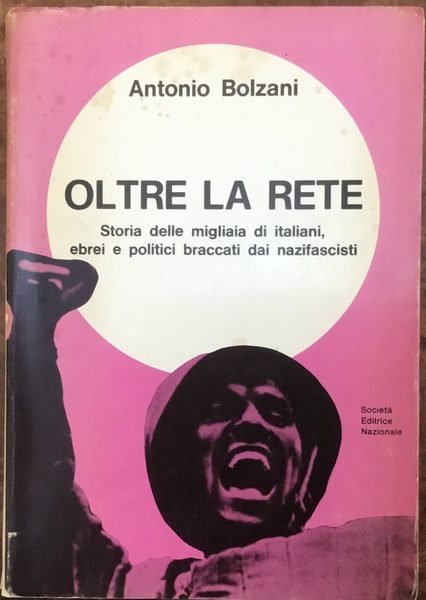 Antonio Bolzani
OLTRE LA RETE
Storia delle migliaia di italiani,
ebrei e politici braccati dai nazifascisti
Società
Editrice
Nazionale